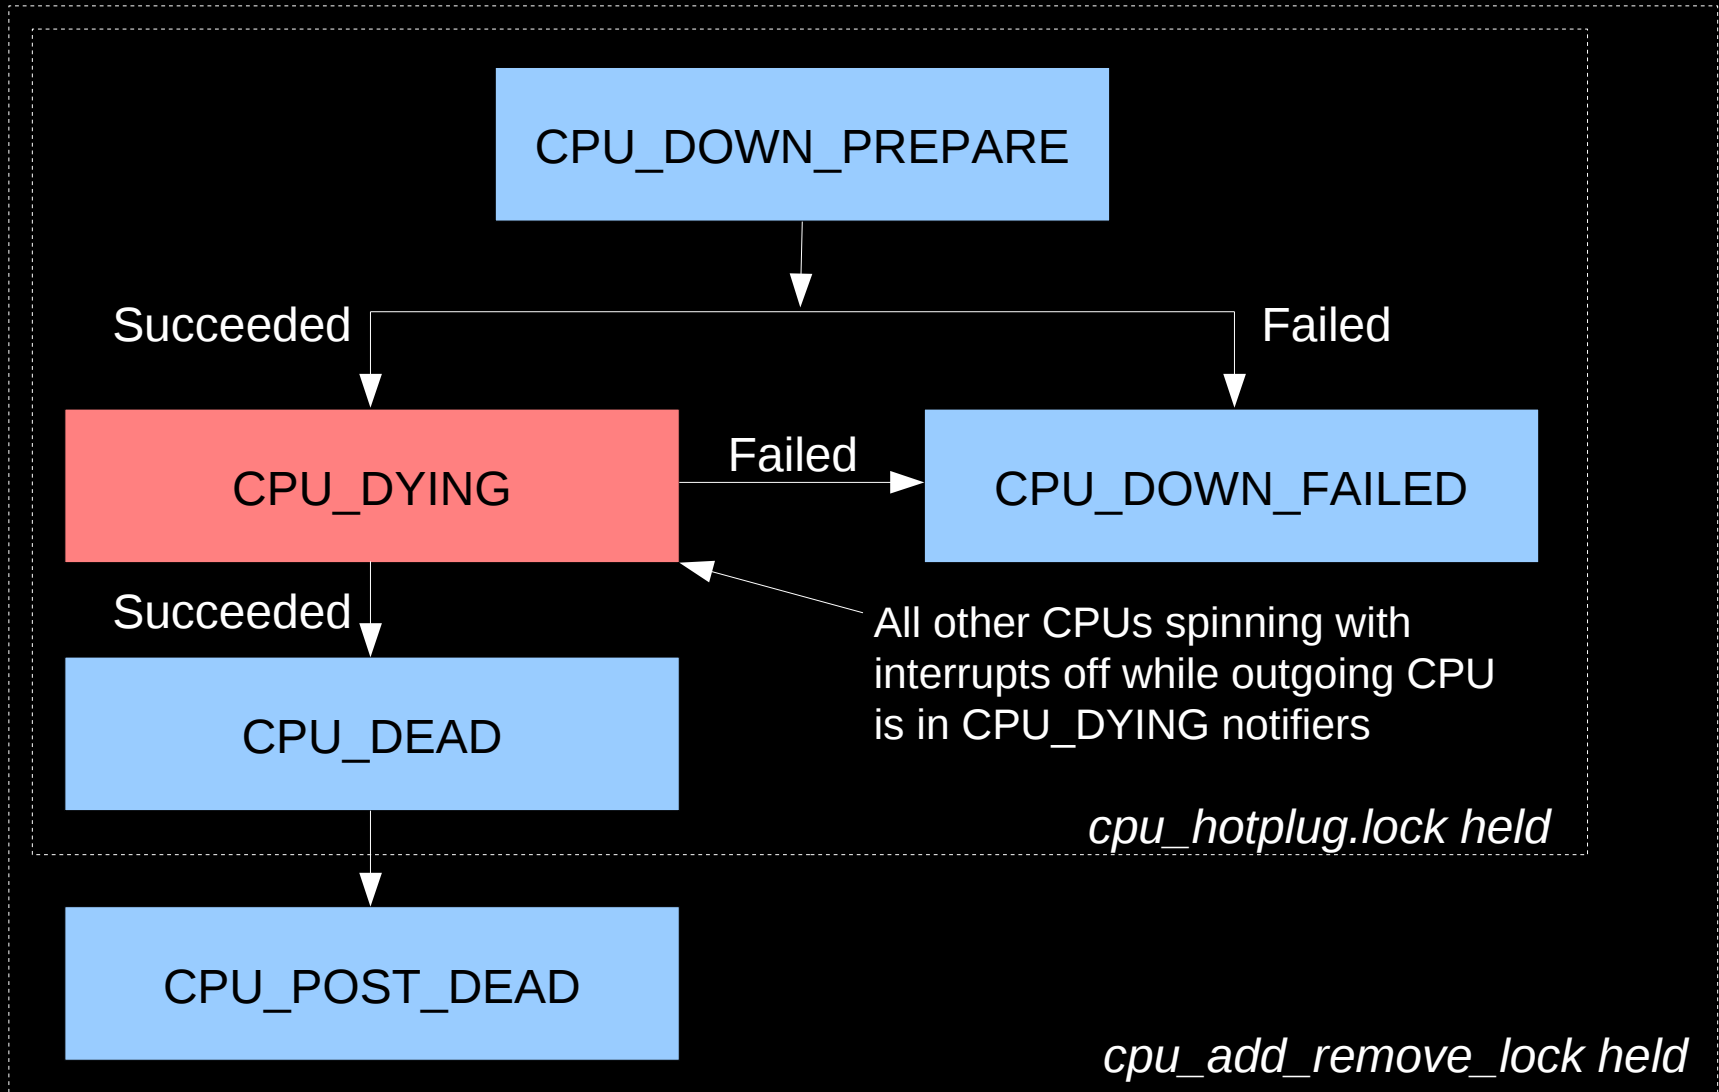 CPU_DOWN_PREPARE
Succeeded
Failed
CPU_DYING
Failed
CPU_DOWN_FAILED
Succeeded
All other CPUs spinning with
interrupts off while outgoing CPU
is in CPU_DYING notifiers
CPU_DEAD
cpu_hotplug.lock held
CPU_POST_DEAD
cpu_add_remove_lock held